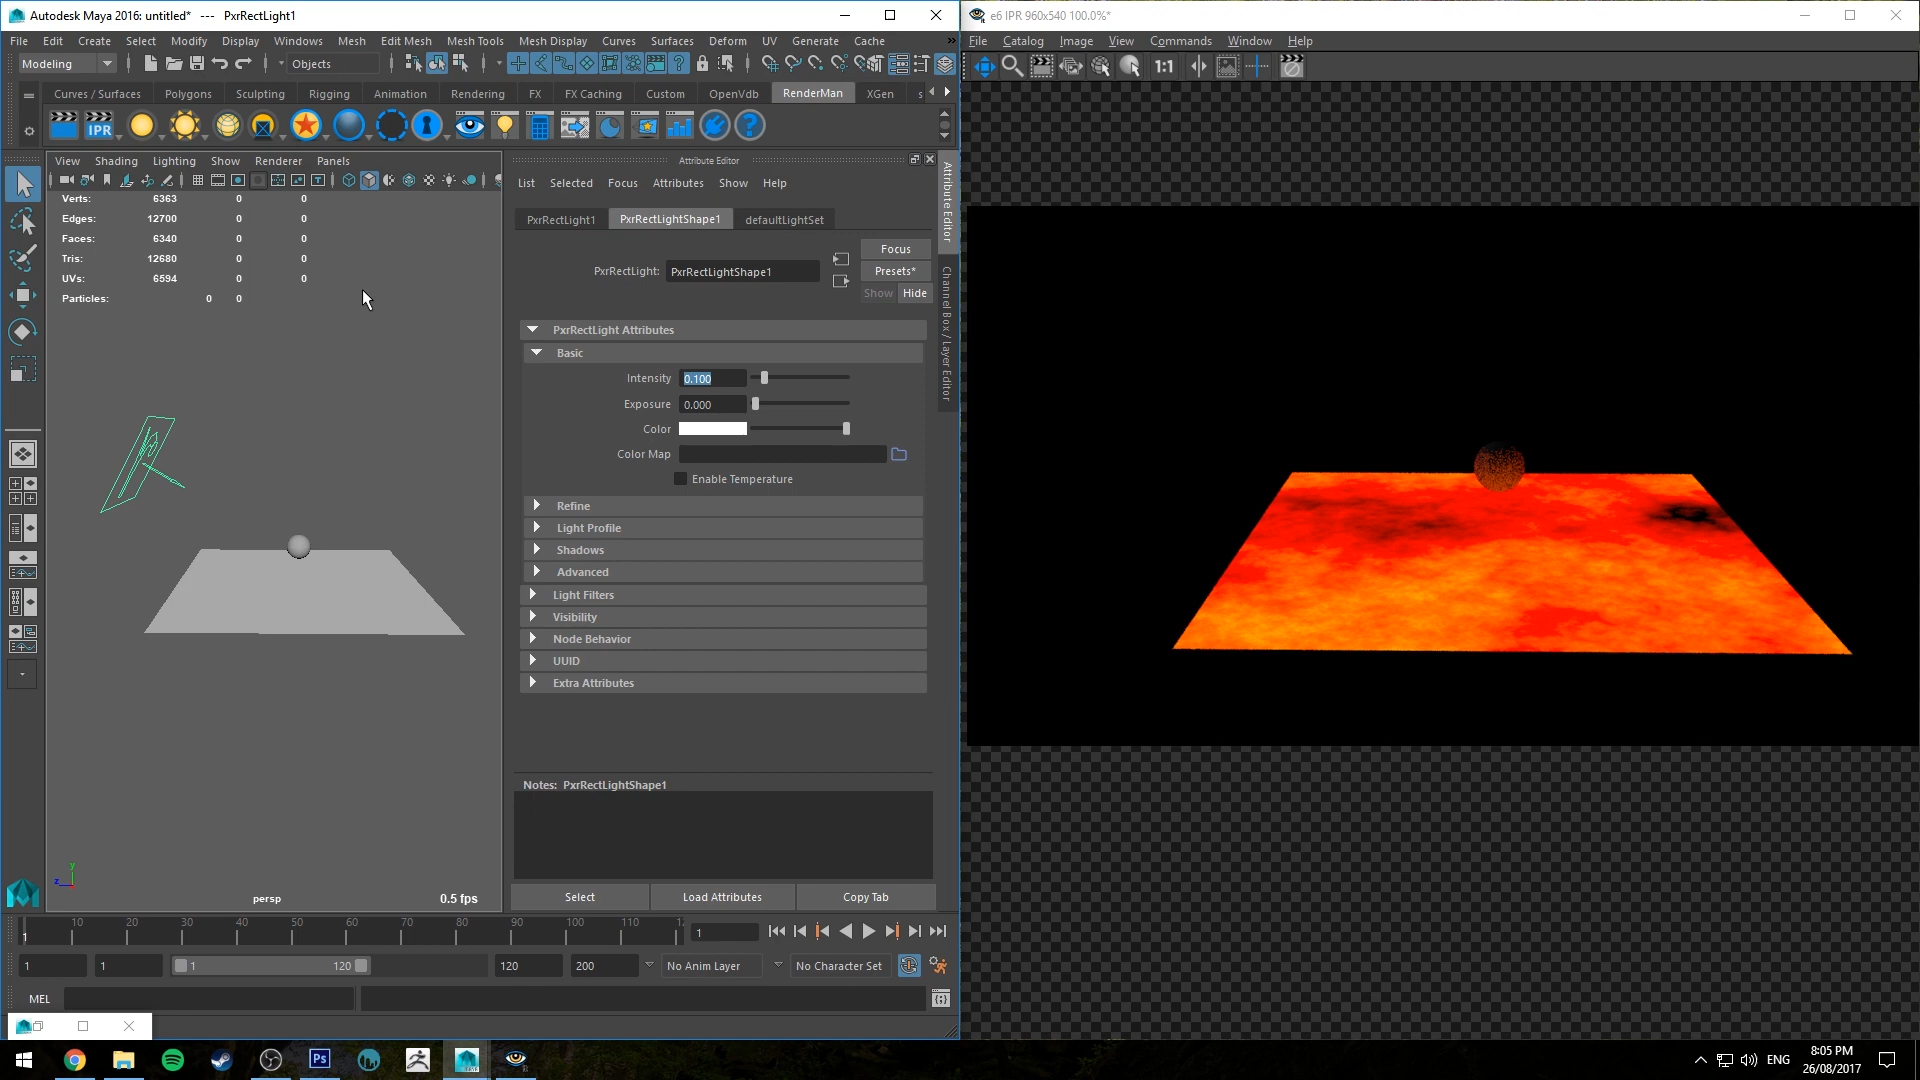 Autodesk Maya 2016: untitled*   ---   PxrRectLight1
File Edit Create Select Modify Display Windows Mesh Edit Mesh Mesh Tools Mesh Display Curves Surfaces Deform UV Generate Cache »
Modeling Objects
Curves / Surfaces Polygons Sculpting Rigging Animation Rendering FX FX Caching Custom OpenVdb RenderMan XGen s
IPR
View Shading Lighting Show Renderer Panels
Verts: 6363 0 0
Edges: 12700 0 0
Faces: 6340 0 0
Tris: 12680 0 0
UVs: 6594 0 0
Particles: 0 0
y
z
persp
0.5 fps
Attribute Editor
List Selected Focus Attributes Show Help
PxrRectLight1 PxrRectLightShape1 defaultLightSet
Focus
PxrRectLight: PxrRectLightShape1
Presets*
Show Hide
PxrRectLight Attributes
Basic
Intensity 0.100
Exposure 0.000
Color
Color Map
Enable Temperature
Refine
Light Profile
Shadows
Advanced
Light Filters
Visibility
Node Behavior
UUID
Extra Attributes
Notes: PxrRectLightShape1
Select Load Attributes Copy Tab
Attribute Editor
Channel Box / Layer Editor
10 20 30 40 50 60 70 80 90 100 110 12
1
1
1 1 1 120 120 200 No Anim Layer No Character Set
MEL
e6 IPR 960x540 100.0%*
File Catalog Image View Commands Window Help
1:1
Ps
ENG
8:05 PM
26/08/2017